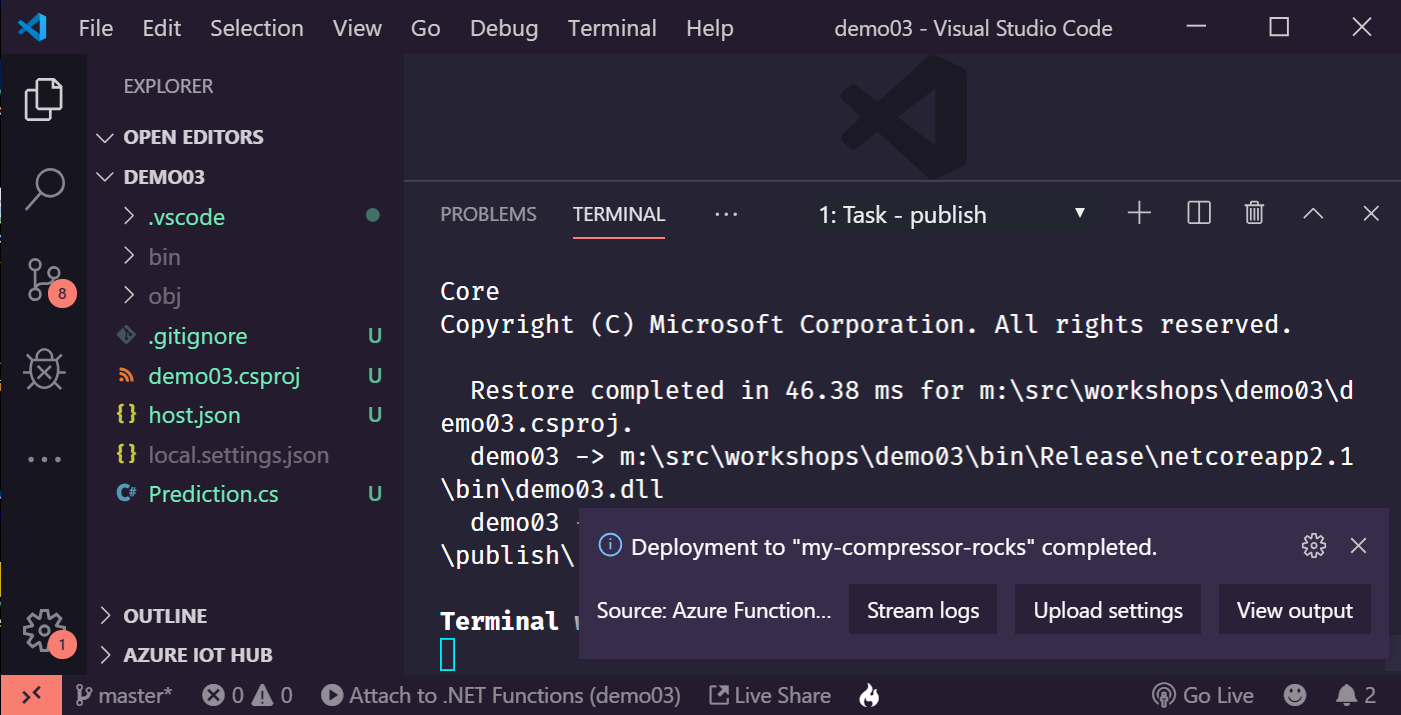 File Edit Selection View Go Debug Terminal Help demo03 - Visual Studio Code
EXPLORER
OPEN EDITORS
DEMO03
.vscode
bin
obj
.gitignore U
demo03.csproj U
host.json U
local.settings.json
Prediction.cs U
OUTLINE
AZURE IOT HUB
8
1
PROBLEMS TERMINAL ··· 1: Task - publish
Core
Copyright (C) Microsoft Corporation. All rights reserved.
Restore completed in 46.38 ms for m:\src\workshops\demo03\d
emo03.csproj.
demo03 -> m:\src\workshops\demo03\bin\Release\netcoreapp2.1
\bin\demo03.dll
demo03
\publish\
Terminal
Deployment to "my-compressor-rocks" completed.
Source: Azure Function... Stream logs Upload settings View output
master* 0 0 Attach to .NET Functions (demo03) Live Share Go Live 2